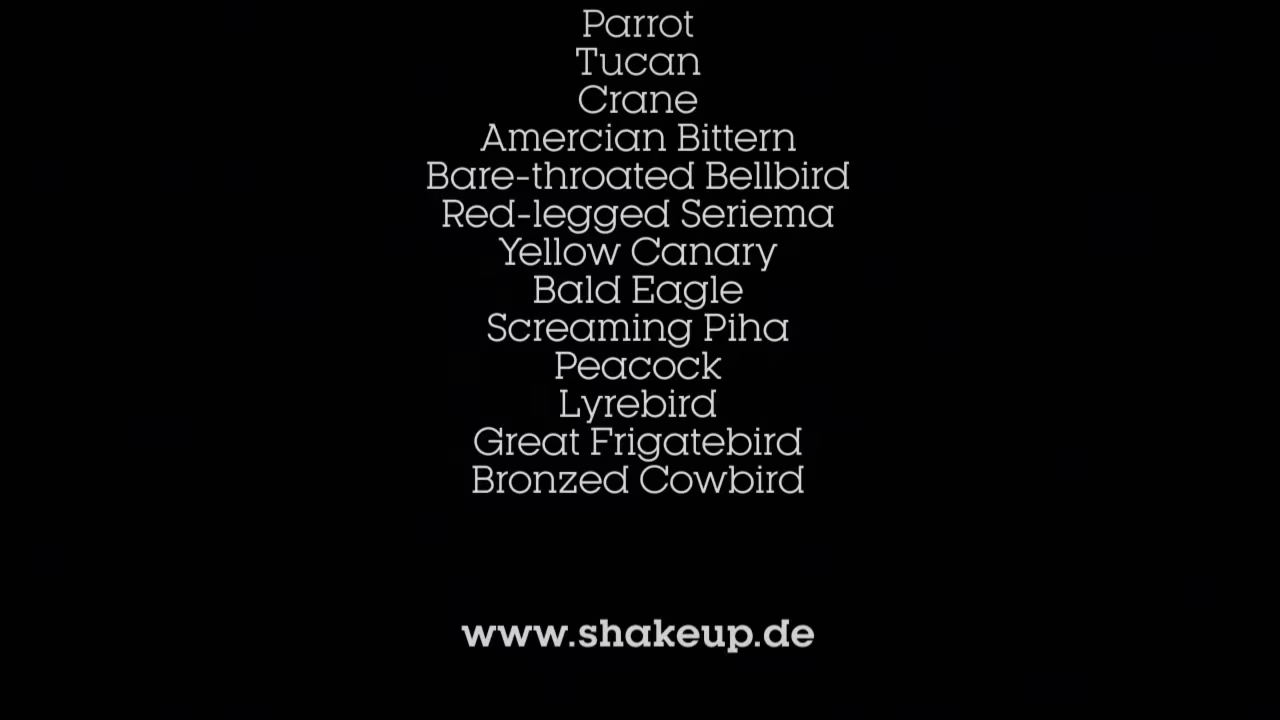 Parrot
Tucan
Crane
Amercian Bittern
Bare-throated Bellbird
Red-legged Seriema
Yellow Canary
Bald Eagle
Screaming Piha
Peacock
Lyrebird
Great Frigatebird
Bronzed Cowbird
www.shakeup.de